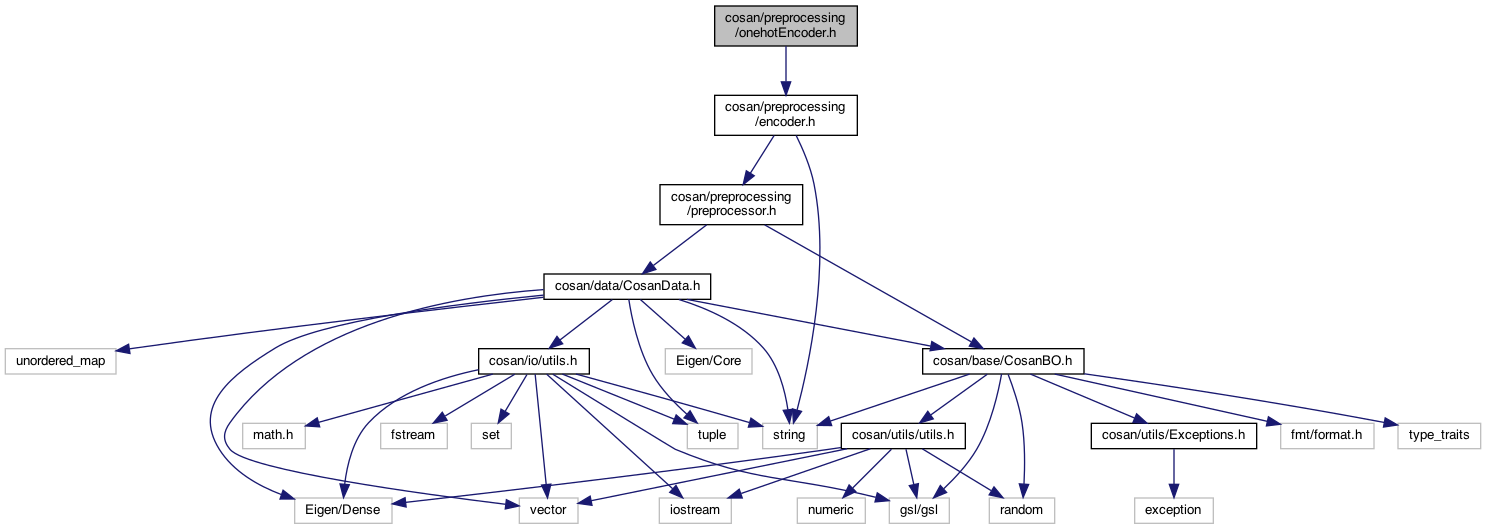 cosan/preprocessing
/onehotEncoder.h
cosan/preprocessing
/encoder.h
cosan/preprocessing
/preprocessor.h
cosan/data/CosanData.h
unordered_map
cosan/io/utils.h
Eigen/Core
cosan/base/CosanBO.h
math.h
fstream
set
tuple
string
cosan/utils/utils.h
cosan/utils/Exceptions.h
fmt/format.h
type_traits
Eigen/Dense
vector
iostream
numeric
gsl/gsl
random
exception